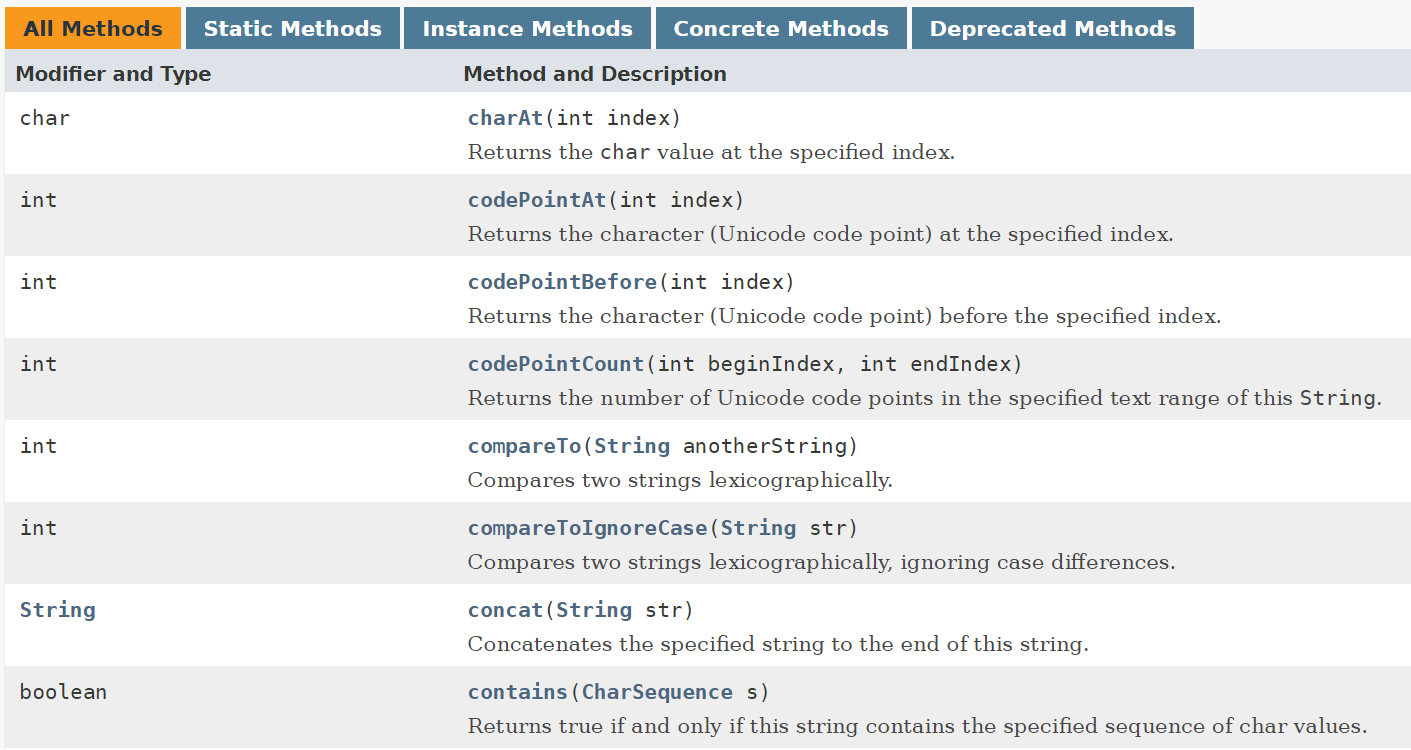 All Methods Static Methods Instance Methods Concrete Methods Deprecated Methods
Modifier and Type Method and Description
char charAt(int index)
Returns the char value at the specified index.
int codePointAt(int index)
Returns the character (Unicode code point) at the specified index.
int codePointBefore(int index)
Returns the character (Unicode code point) before the specified index.
int codePointCount(int beginIndex, int endIndex)
Returns the number of Unicode code points in the specified text range of this String.
int compareTo(String anotherString)
Compares two strings lexicographically.
int compareToIgnoreCase(String str)
Compares two strings lexicographically, ignoring case differences.
String concat(String str)
Concatenates the specified string to the end of this string.
boolean contains(CharSequence s)
Returns true if and only if this string contains the specified sequence of char values.